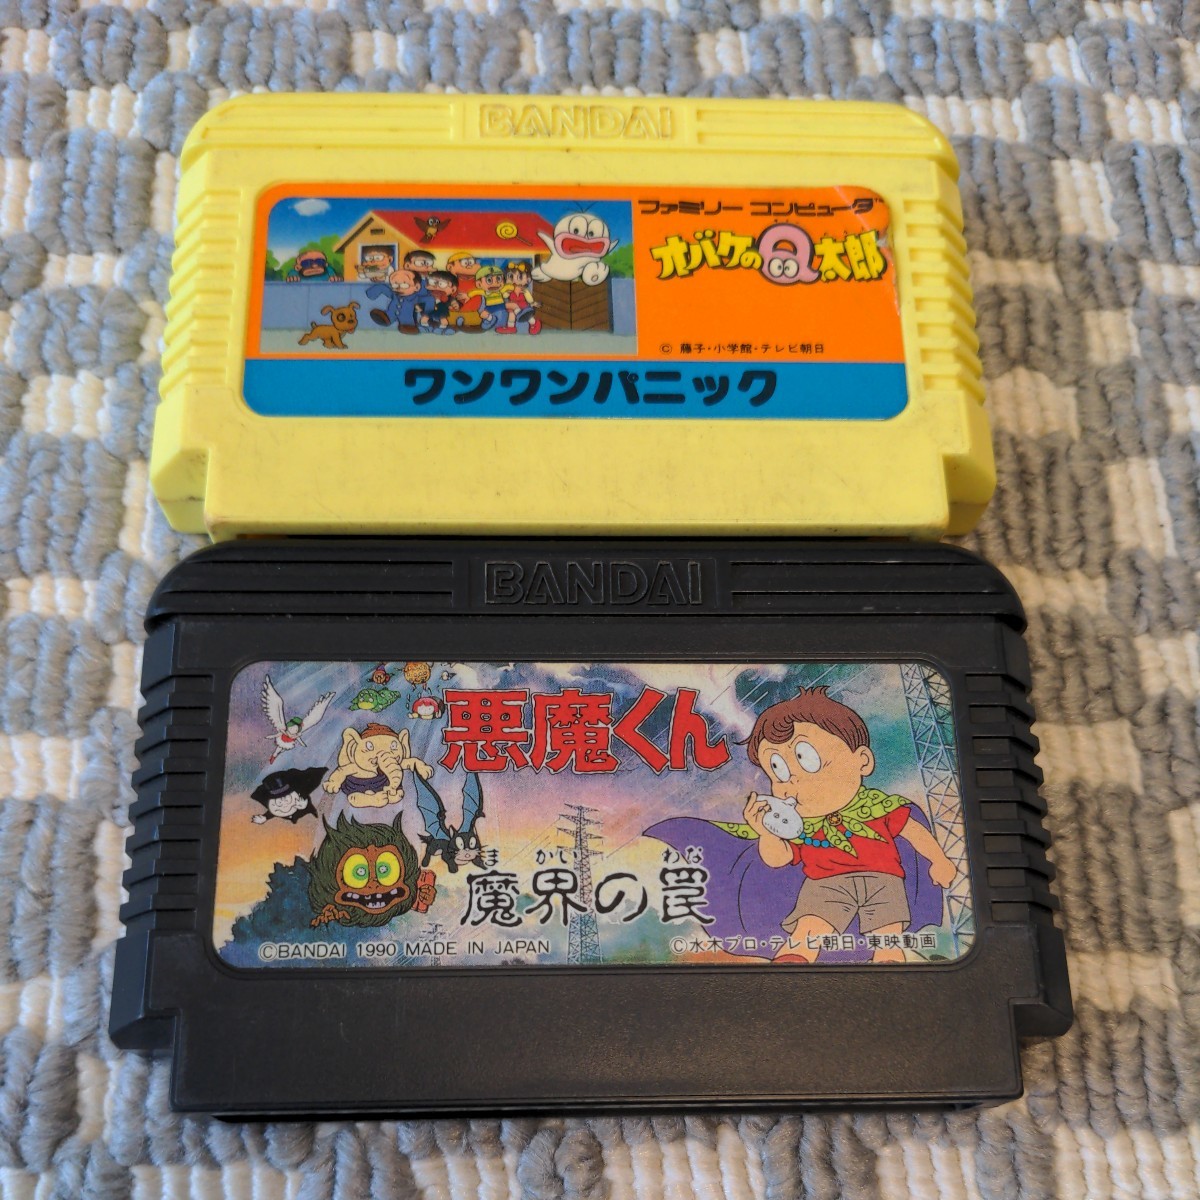 BANDAI
ファミリー コンピュータ™
オバケのQ太郎
© 藤子・小学館・テレビ朝日
ワンワンパニック
BANDAI
悪魔くん
ま かい わな
魔界の罠
©BANDAI 1990 MADE IN JAPAN
©水木プロ・テレビ朝日・東映動画